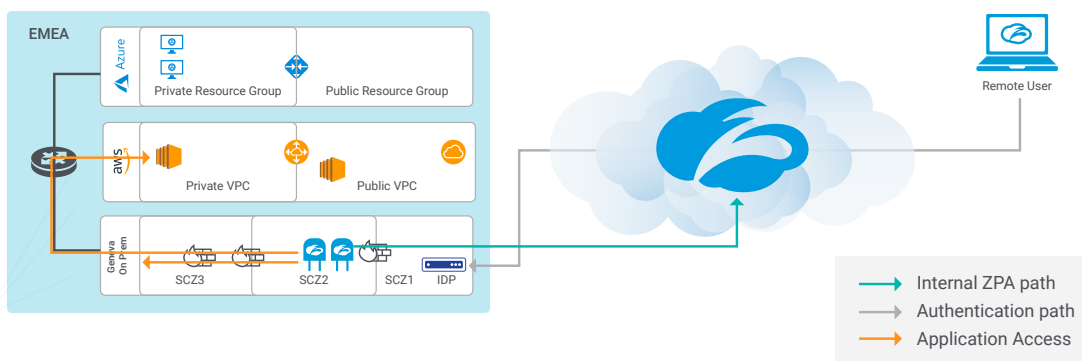 EMEA
Azure
Private Resource Group
Public Resource Group
Remote User
aws
Private VPC
Public VPC
Geneva
On Prem
SCZ3
SCZ2
SCZ1
IDP
Internal ZPA path
Authentication path
Application Access